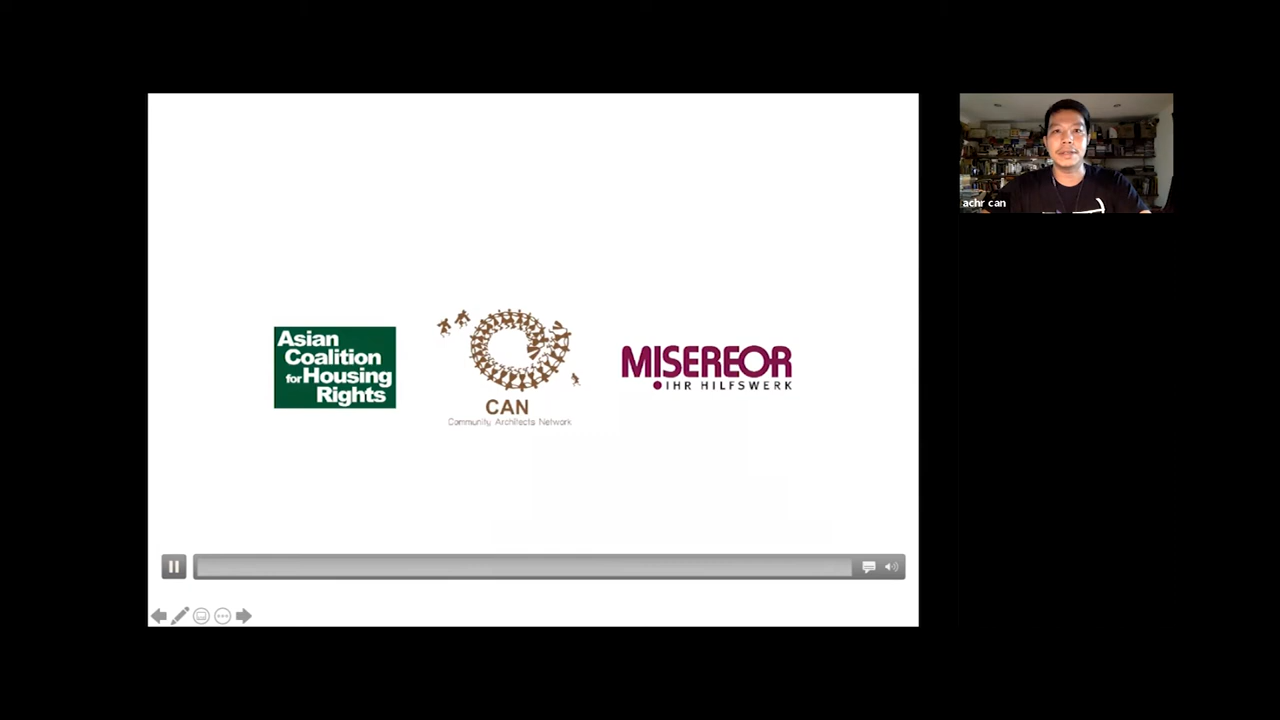 Asian
Coalition
for Housing
Rights
CAN
Community Architects Network
MISEREOR
IHR HILFSWERK
achr can